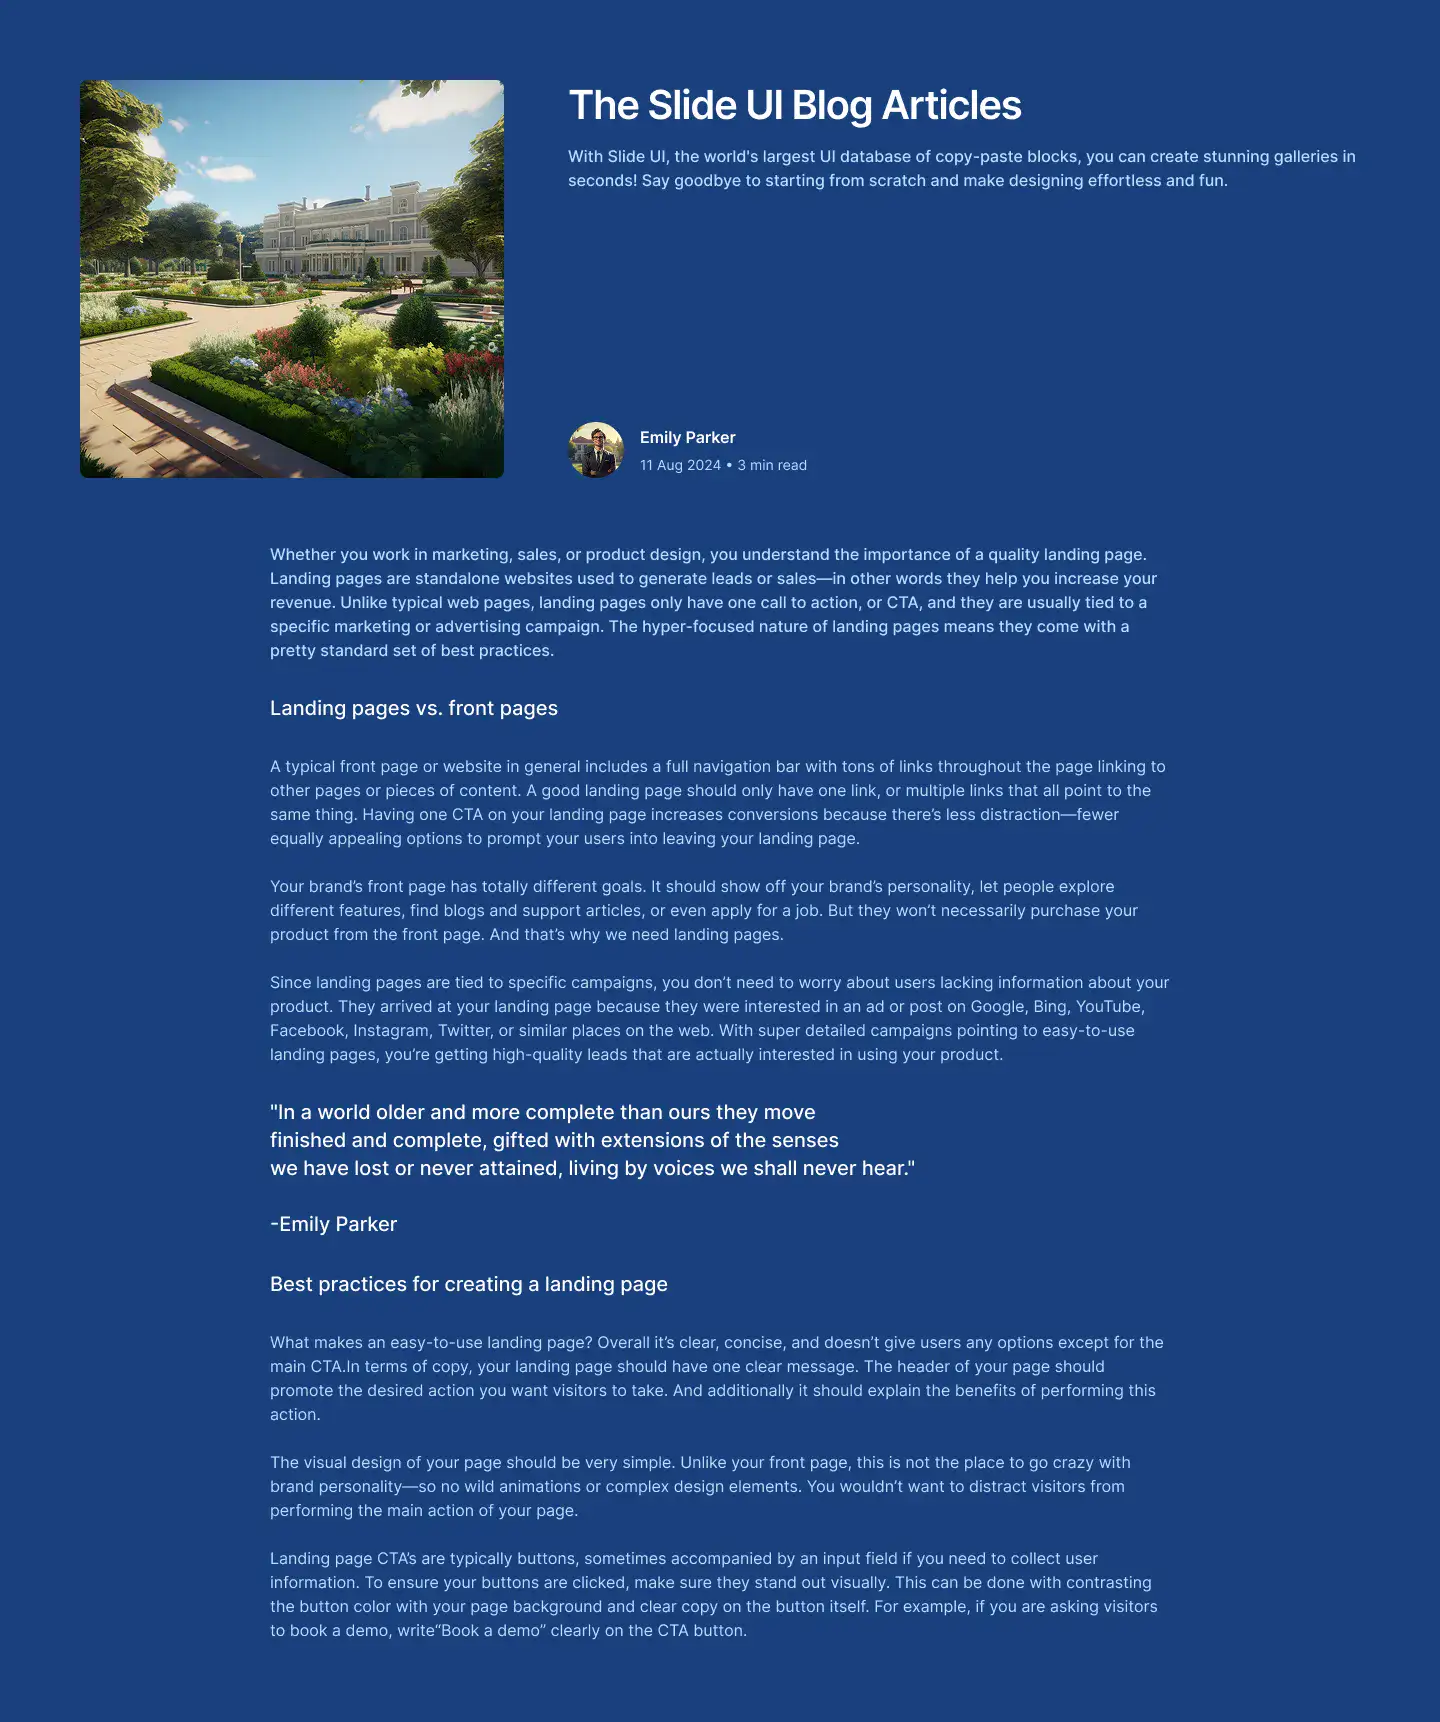 The Slide UI Blog Articles
With Slide UI, the world's largest UI database of copy-paste blocks, you can create stunning galleries in
seconds! Say goodbye to starting from scratch and make designing effortless and fun.
Emily Parker
11 Aug 2024 • 3 min read
Whether you work in marketing, sales, or product design, you understand the importance of a quality landing page.
Landing pages are standalone websites used to generate leads or sales—in other words they help you increase your
revenue. Unlike typical web pages, landing pages only have one call to action, or CTA, and they are usually tied to a
specific marketing or advertising campaign. The hyper-focused nature of landing pages means they come with a
pretty standard set of best practices.
Landing pages vs. front pages
A typical front page or website in general includes a full navigation bar with tons of links throughout the page linking to
other pages or pieces of content. A good landing page should only have one link, or multiple links that all point to the
same thing. Having one CTA on your landing page increases conversions because there’s less distraction—fewer
equally appealing options to prompt your users into leaving your landing page.
Your brand’s front page has totally different goals. It should show off your brand’s personality, let people explore
different features, find blogs and support articles, or even apply for a job. But they won’t necessarily purchase your
product from the front page. And that’s why we need landing pages.
Since landing pages are tied to specific campaigns, you don’t need to worry about users lacking information about your
product. They arrived at your landing page because they were interested in an ad or post on Google, Bing, YouTube,
Facebook, Instagram, Twitter, or similar places on the web. With super detailed campaigns pointing to easy-to-use
landing pages, you’re getting high-quality leads that are actually interested in using your product.
"In a world older and more complete than ours they move
finished and complete, gifted with extensions of the senses
we have lost or never attained, living by voices we shall never hear."
-Emily Parker
Best practices for creating a landing page
What makes an easy-to-use landing page? Overall it’s clear, concise, and doesn’t give users any options except for the
main CTA.In terms of copy, your landing page should have one clear message. The header of your page should
promote the desired action you want visitors to take. And additionally it should explain the benefits of performing this
action.
The visual design of your page should be very simple. Unlike your front page, this is not the place to go crazy with
brand personality—so no wild animations or complex design elements. You wouldn’t want to distract visitors from
performing the main action of your page.
Landing page CTA’s are typically buttons, sometimes accompanied by an input field if you need to collect user
information. To ensure your buttons are clicked, make sure they stand out visually. This can be done with contrasting
the button color with your page background and clear copy on the button itself. For example, if you are asking visitors
to book a demo, write“Book a demo” clearly on the CTA button.